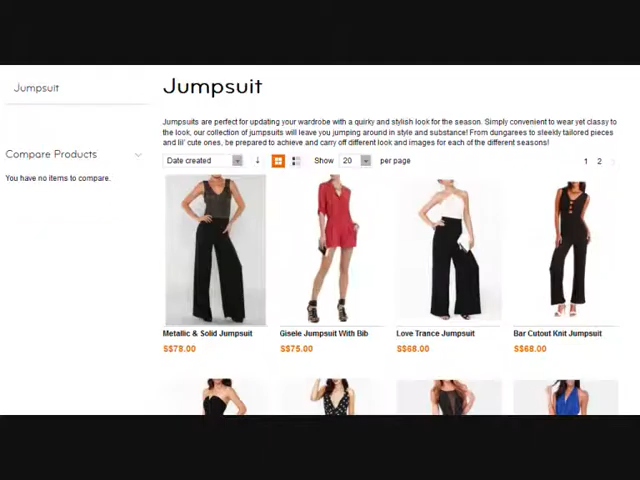 Jumpsuit
Jumpsuit
Jumpsuits are perfect for updating your wardrobe with a quirky and stylish look for the season. Simply convenient to wear yet classy to
the look, our collection of jumpsuits will leave you jumping around in style and substance! From dungarees to sleekly tailored pieces
and lil' cute ones, be prepared to achieve and carry off different look and images for each of the different seasons!
Compare Products
You have no items to compare.
Date created Show 20 per page 1 2
Metallic & Solid Jumpsuit Gisele Jumpsuit With Bib Love Trance Jumpsuit Bar Cutout Knit Jumpsuit
S$78.00 S$75.00 S$68.00 S$68.00